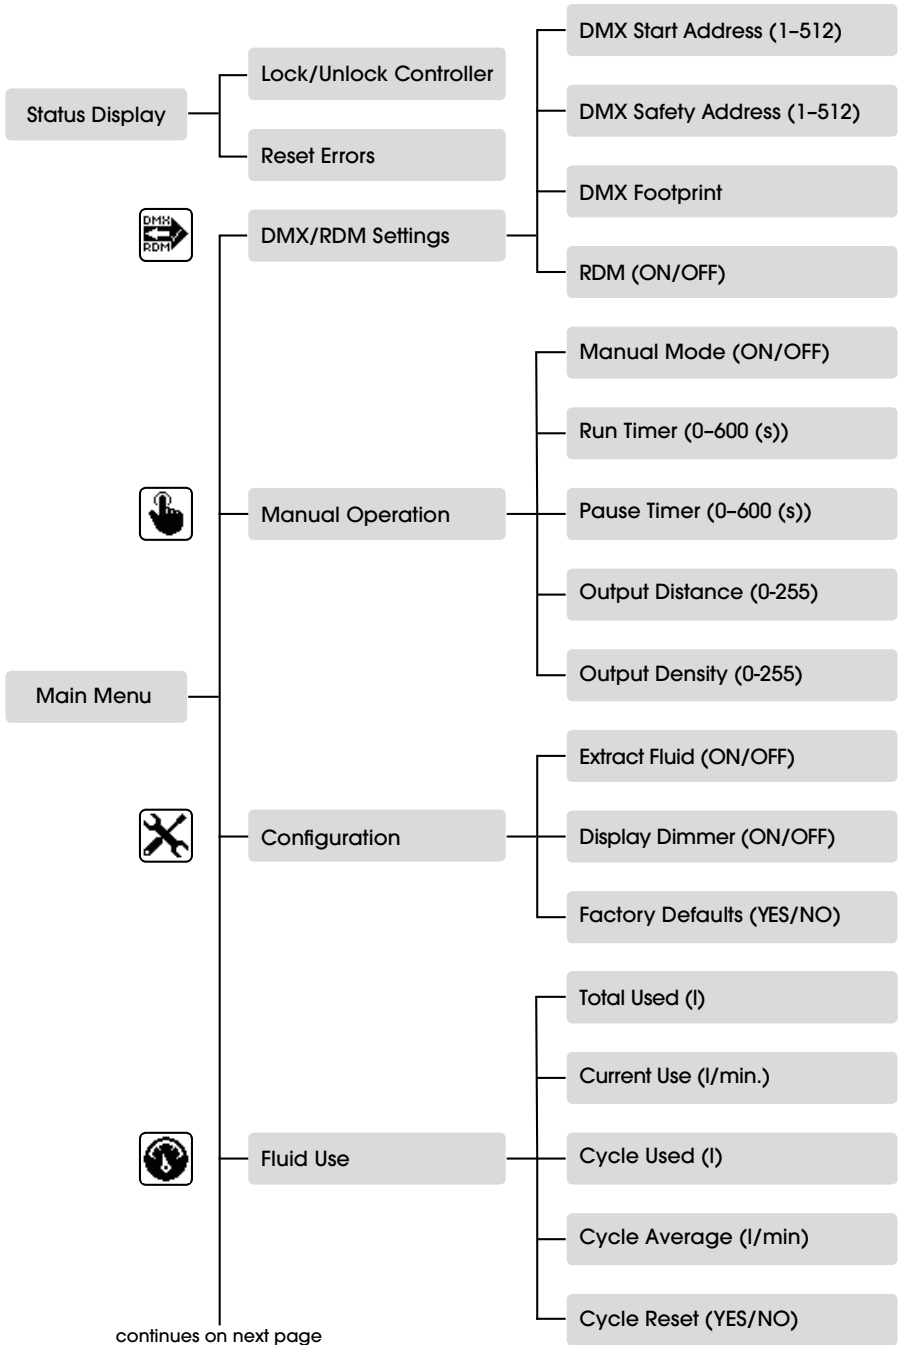 DMX Start Address (1–512)
Lock/Unlock Controller
Status Display
DMX Safety Address (1–512)
Reset Errors
DMX Footprint
DMX
RDM
DMX/RDM Settings
RDM (ON/OFF)
Manual Mode (ON/OFF)
Run Timer (0–600 (s))
Manual Operation
Pause Timer (0–600 (s))
Output Distance (0-255)
Output Density (0-255)
Main Menu
Extract Fluid (ON/OFF)
Configuration
Display Dimmer (ON/OFF)
Factory Defaults (YES/NO)
Total Used (l)
Current Use (l/min.)
Fluid Use
Cycle Used (l)
Cycle Average (l/min)
Cycle Reset (YES/NO)
continues on next page